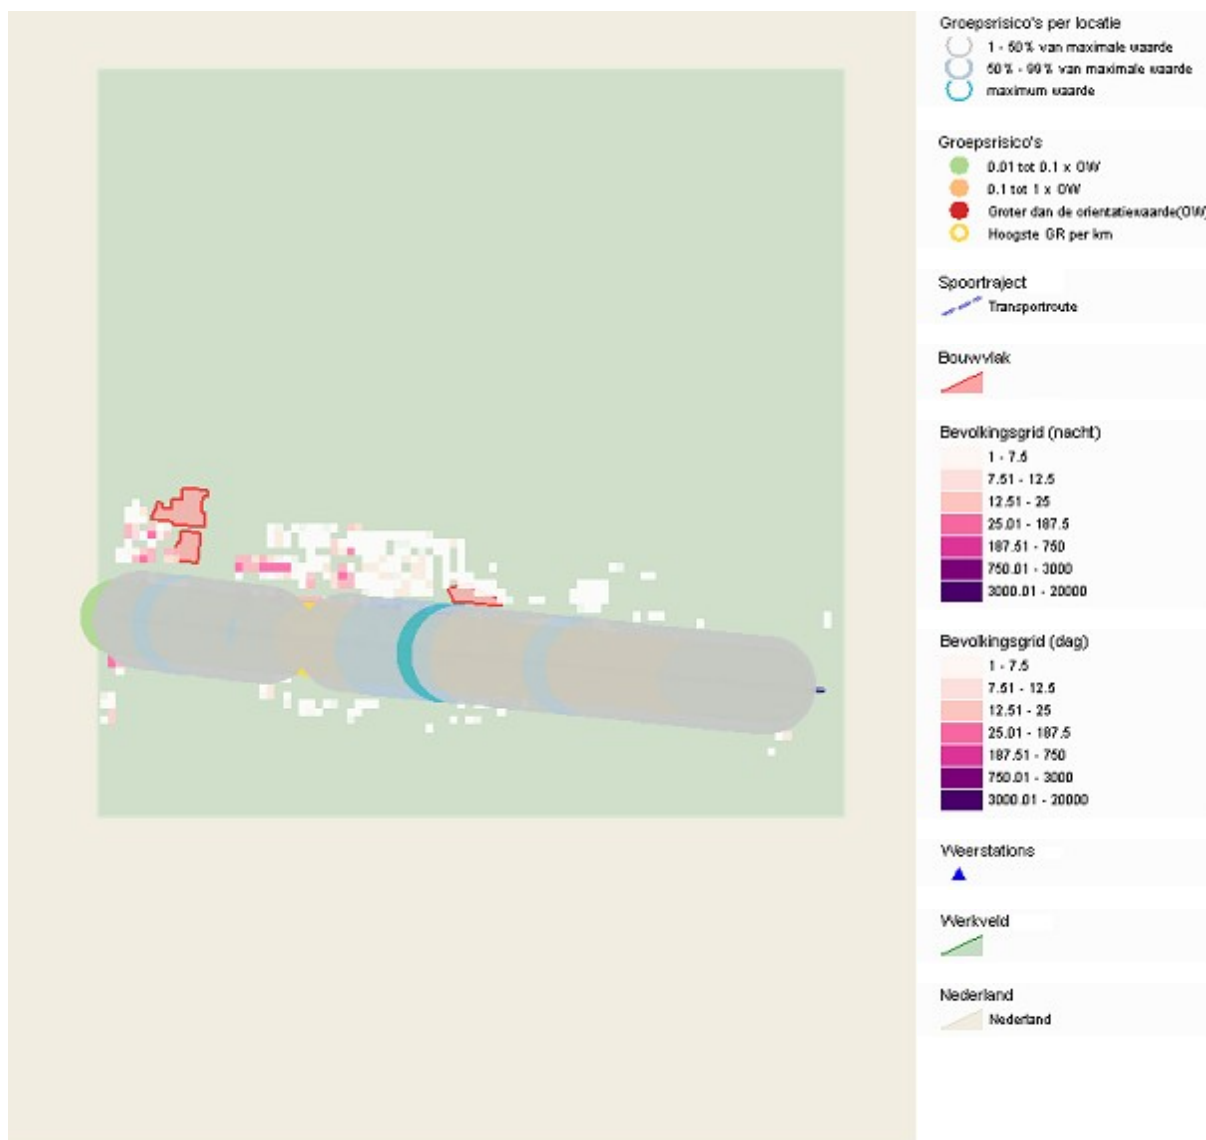 Groepsrisico's per locatie
1 - 50% van maximale waarde
50% - 99% van maximale waarde
maximum waarde
Groepsrisico's
0.01 tot 0.1 x OW
0.1 tot 1 x OW
Groter dan de orientatiewaarde(OW)
Hoogste GR per km
Spoortraject
Transportroute
Bouwvlak
Bevolkingsgrid (nacht)
1 - 7.5
7.51 - 12.5
12.51 - 25
25.01 - 187.5
187.51 - 750
750.01 - 3000
3000.01 - 20000
Bevolkingsgrid (dag)
1 - 7.5
7.51 - 12.5
12.51 - 25
25.01 - 187.5
187.51 - 750
750.01 - 3000
3000.01 - 20000
Weerstations
Werkveld
Nederland
Nederland